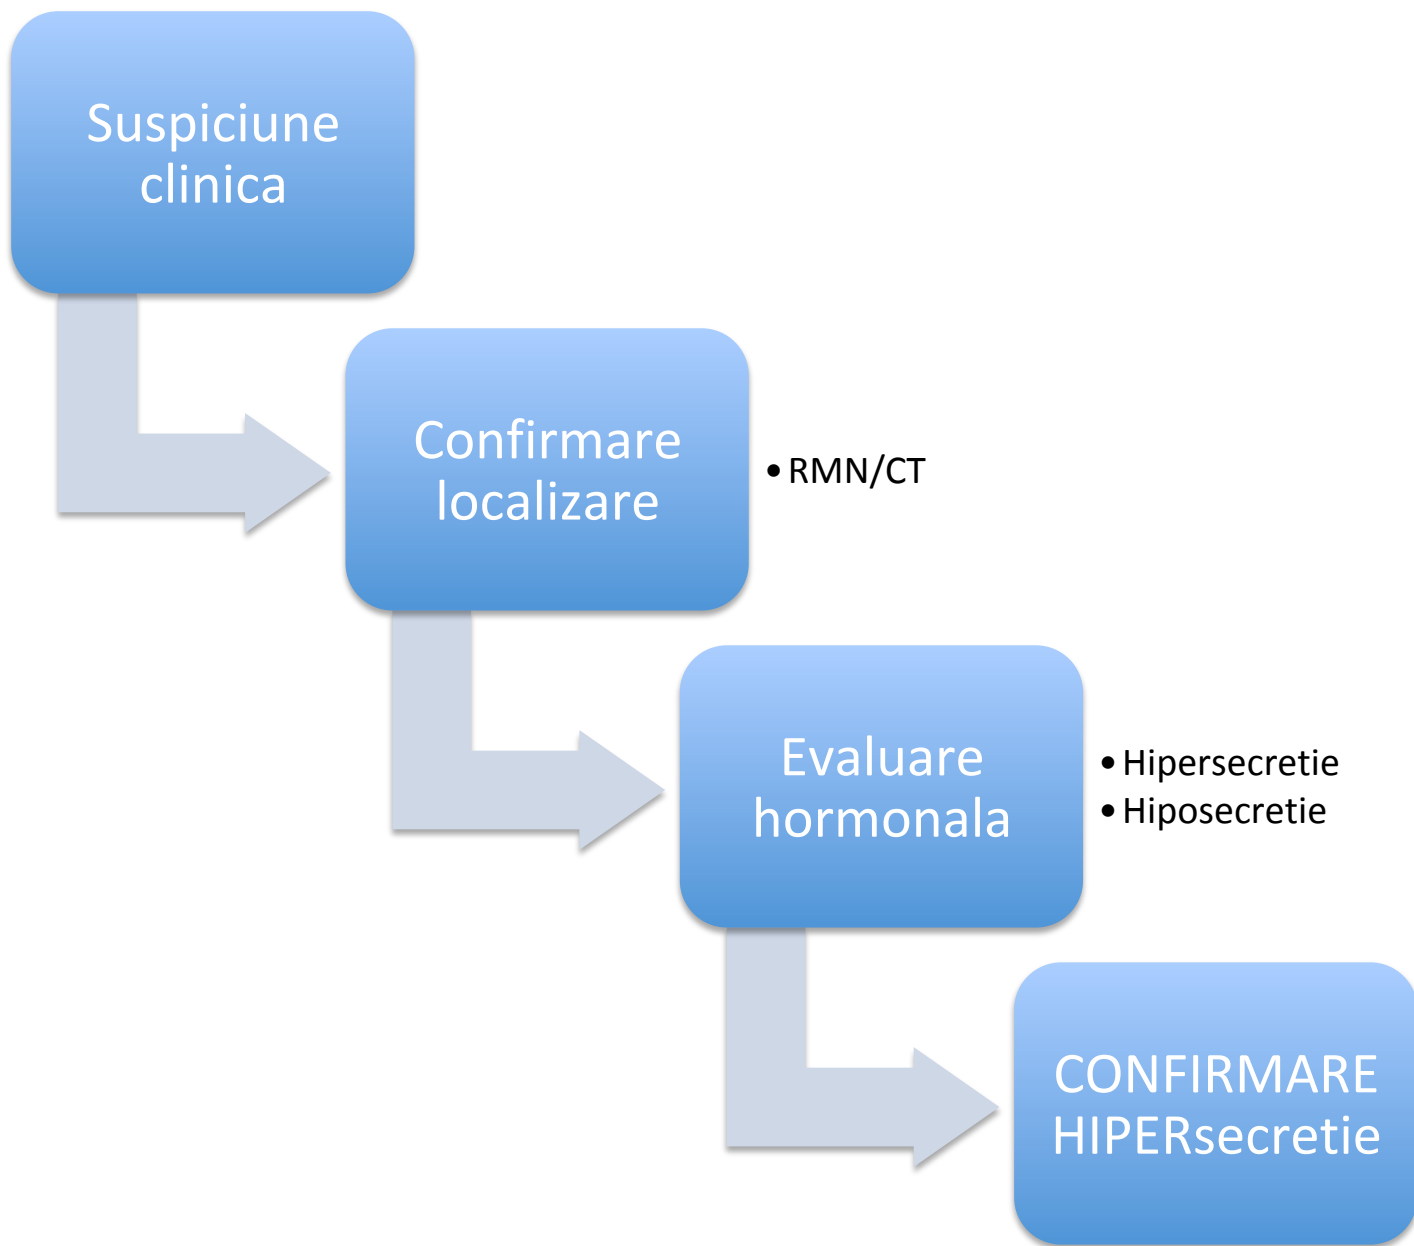 Suspiciune
clinica
Confirmare
localizare
• RMN/CT
Evaluare
hormonala
• Hipersecretie
• Hiposecretie
CONFIRMARE
HIPERsecretie